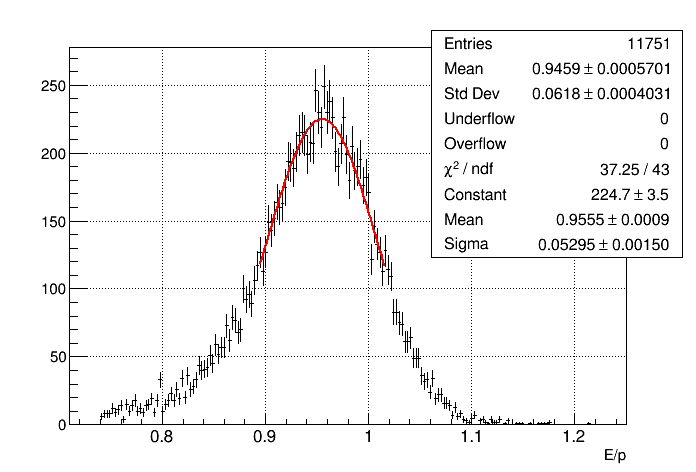 Entries 11751
Mean 0.9459 ± 0.0005701
Std Dev 0.0618 ± 0.0004031
Underflow 0
Overflow 0
χ² / ndf 37.25 / 43
Constant 224.7 ± 3.5
Mean 0.9555 ± 0.0009
Sigma 0.05295 ± 0.00150
250
200
150
100
50
0
0.8 0.9 1 1.1 1.2
E/p